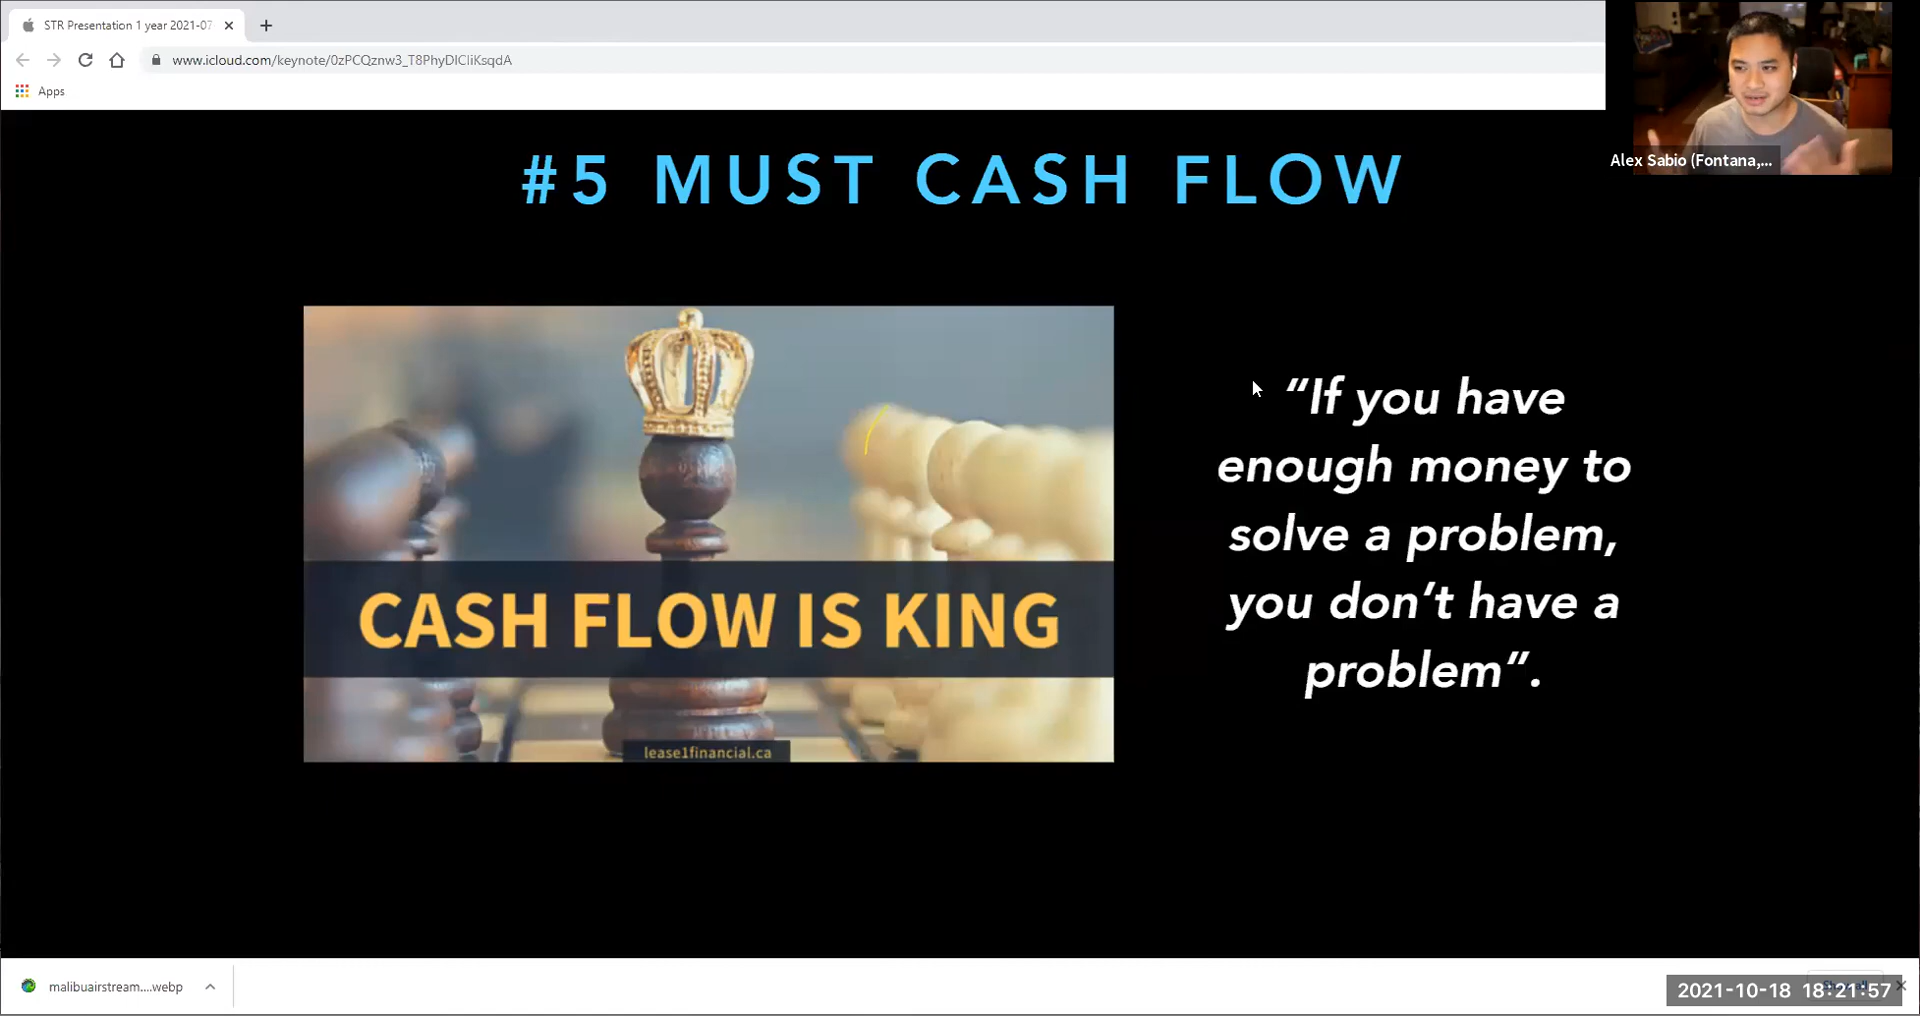 STR Presentation 1 year 2021-07
www.icloud.com/keynote/0zPCQznw3_T8PhyDICIiKsqdA
Apps
Alex Sabio (Fontana,...
#5 MUST CASH FLOW
CASH FLOW IS KING
lease1financial.ca
“If you have
enough money to
solve a problem,
you don’t have a
problem”.
malibuairstream....webp
2021-10-18 18:21:57